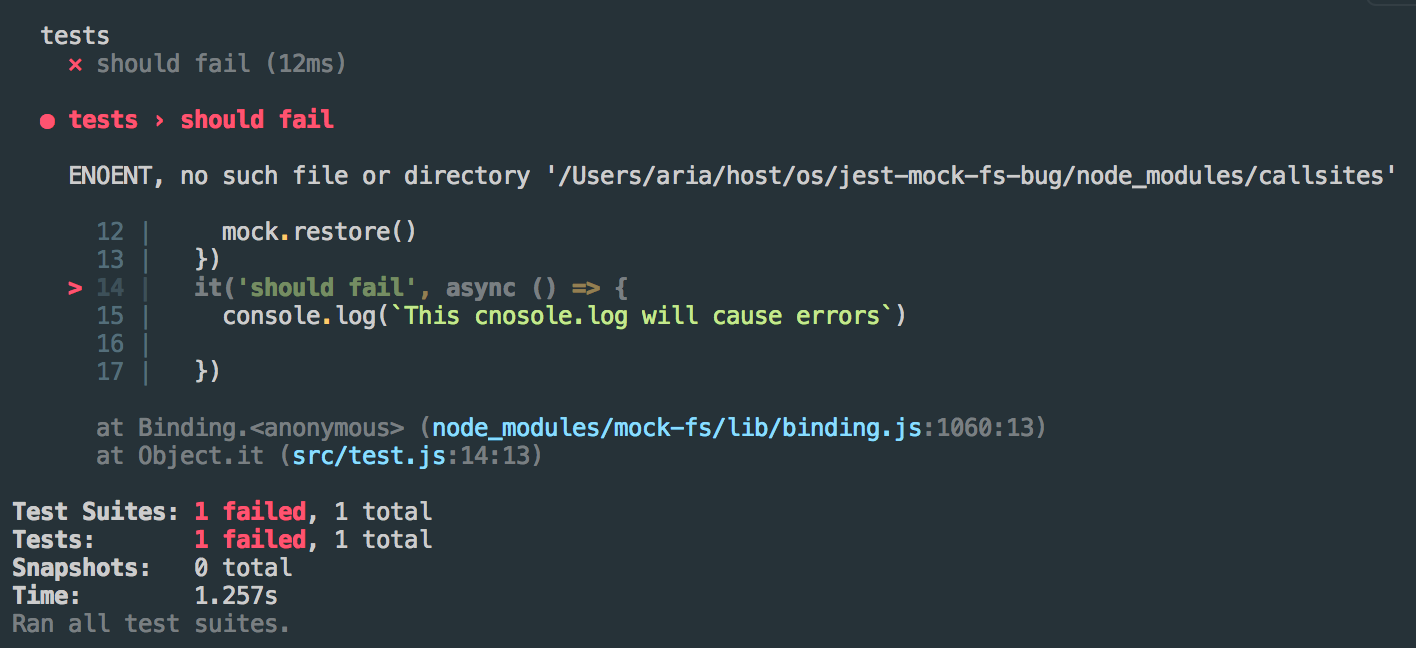 tests
× should fail (12ms)
● tests › should fail
ENOENT, no such file or directory '/Users/aria/host/os/jest-mock-fs-bug/node_modules/callsites'
12 |     mock.restore()
13 |   })
> 14 |   it('should fail', async () => {
15 |     console.log(`This cnosole.log will cause errors`)
16 |
17 |   })
at Binding.<anonymous> (node_modules/mock-fs/lib/binding.js:1060:13)
at Object.it (src/test.js:14:13)
Test Suites: 1 failed, 1 total
Tests:       1 failed, 1 total
Snapshots:   0 total
Time:        1.257s
Ran all test suites.